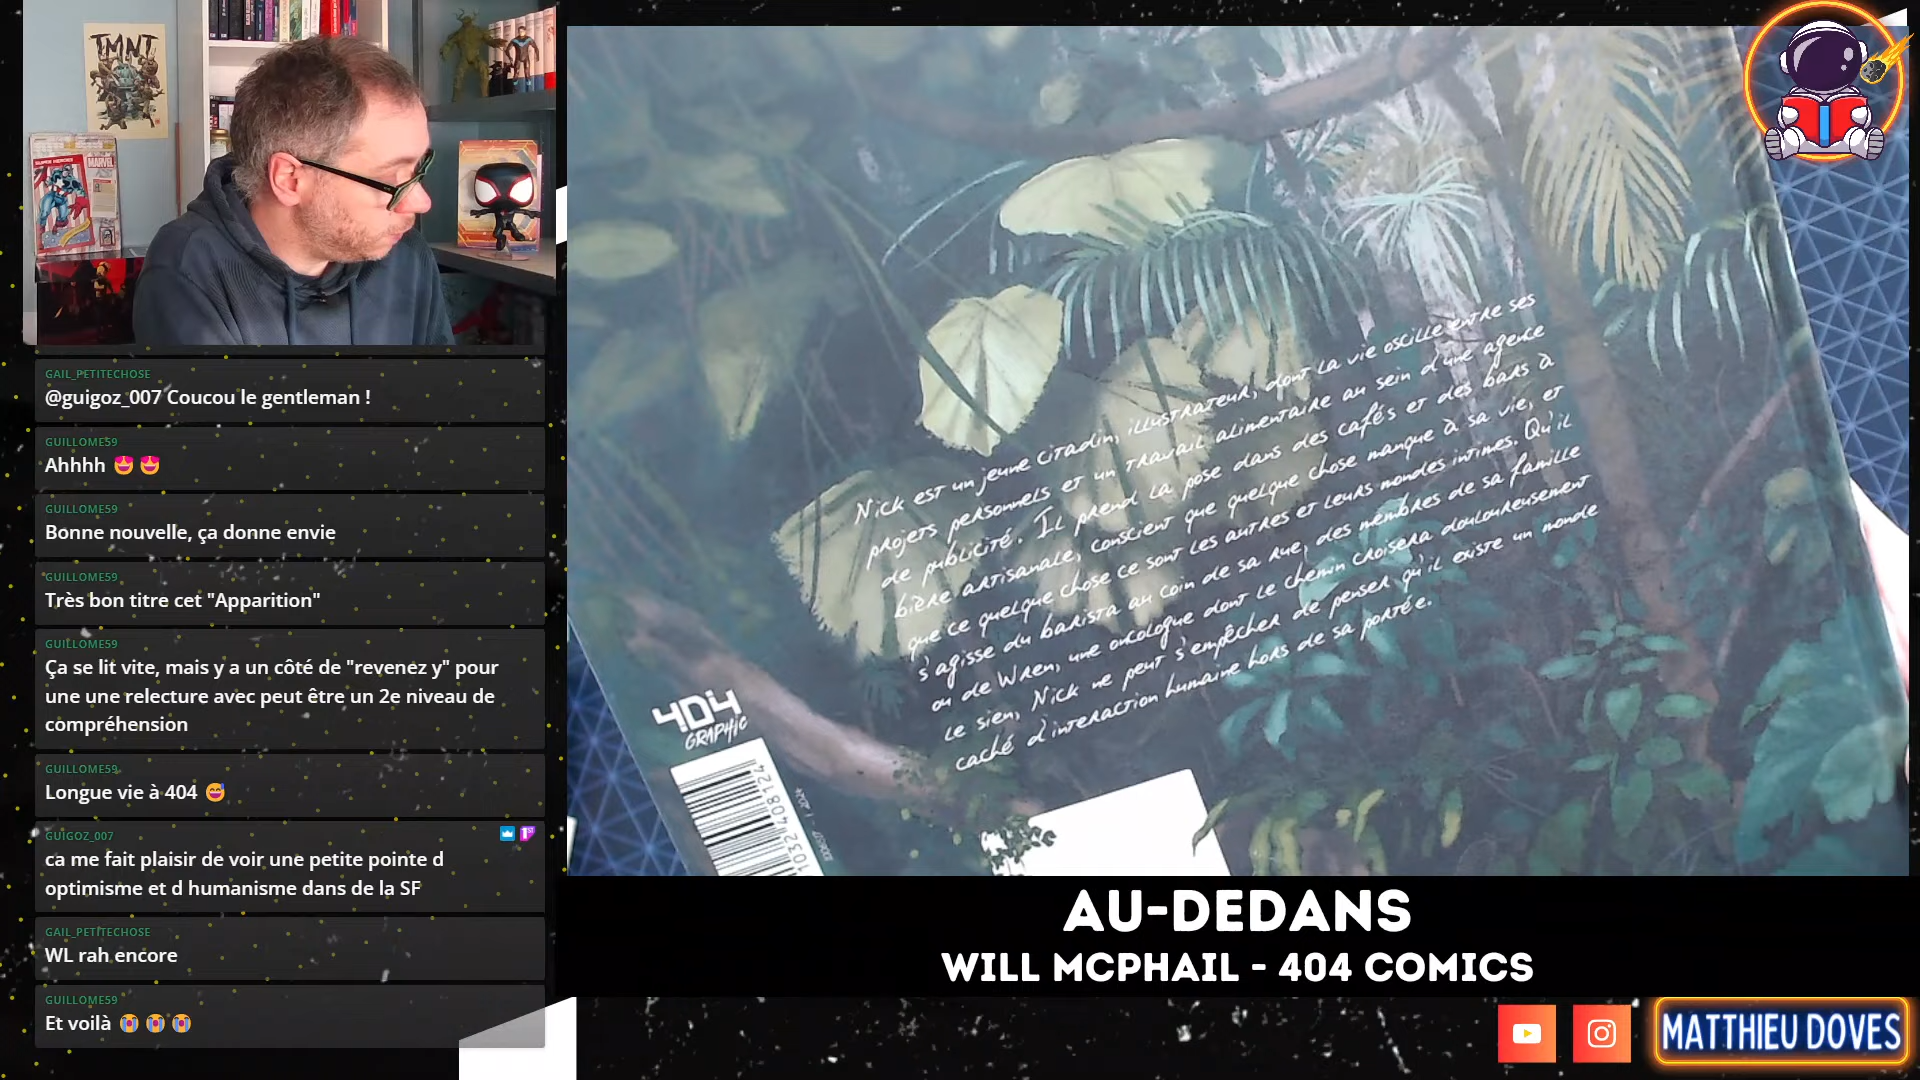 TMNT
MARVEL
GAIL_PETITECHOSE
@guigoz_007 Coucou le gentleman !
GUILLOME59
Ahhhh 😍 😍
GUILLOME59
Bonne nouvelle, ça donne envie
GUILLOME59
Très bon titre cet "Apparition"
GUILLOME59
Ça se lit vite, mais y a un côté de "revenez y" pour
une une relecture avec peut être un 2e niveau de
compréhension
GUILLOME59
Longue vie à 404 😅
GUIGOZ_007
ca me fait plaisir de voir une petite pointe d
optimisme et d humanisme dans de la SF
GAIL_PETITECHOSE
WL rah encore
GUILLOME59
Et voilà 😭 😭 😭
Nick est un jeune citadin, illustrateur, dont la vie oscille entre ses
projets personnels et un travail alimentaire au sein d'une agence
de publicité. Il prend la pose dans des cafés et des bars à
bière artisanale, conscient que quelque chose manque à sa vie, et
que ce quelque chose ce sont les autres et leurs mondes intimes. Qu'il
s'agisse du barista au coin de sa rue, des membres de sa famille
ou de Wren, une oncologue dont le chemin croisera douloureusement
le sien, Nick ne peut s'empêcher de penser qu'il existe un monde
caché d'interaction humaine hors de sa portée.
404
GRAPHIC
AU-DEDANS
WILL MCPHAIL - 404 COMICS
MATTHIEU DOVES